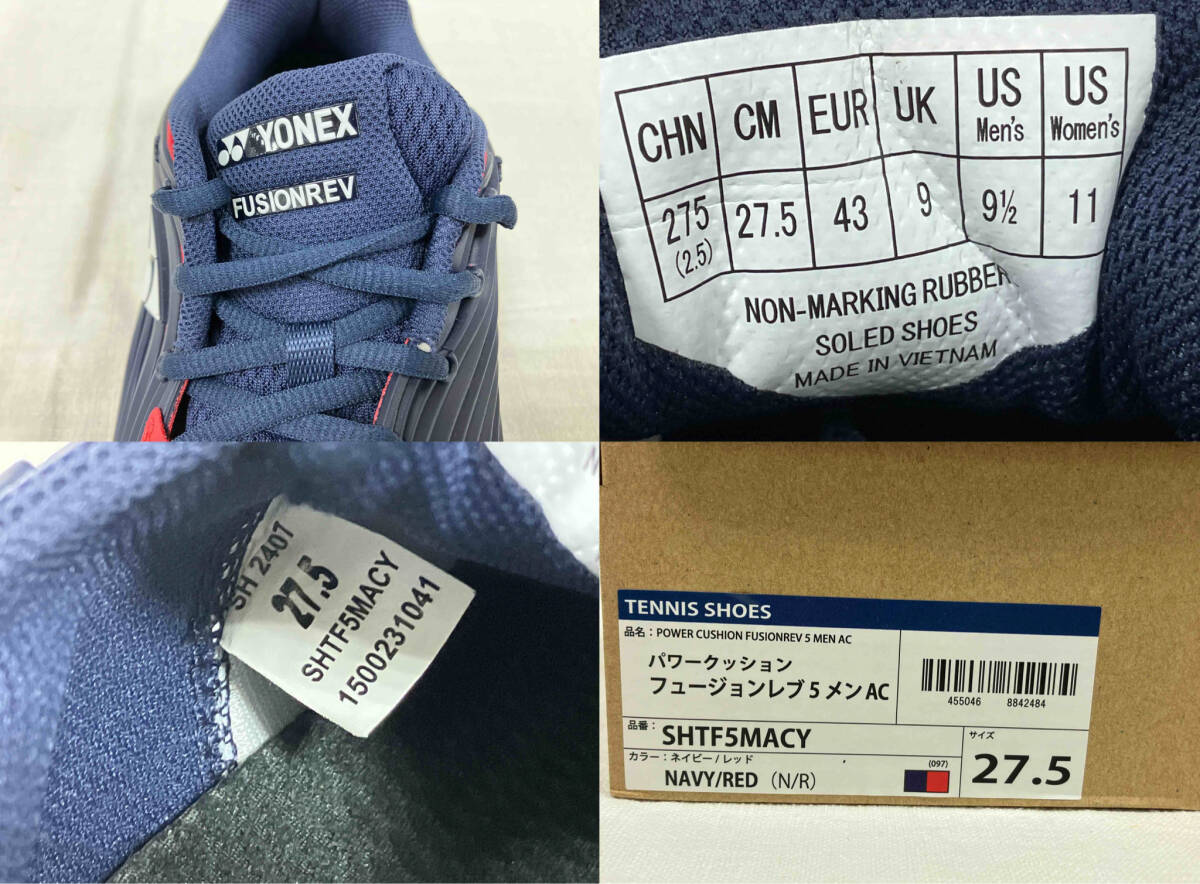 YONEX
FUSIONREV
CHN CM EUR UK US Men's US Women's
275 (2.5) 27.5 43 9 9½ 11
NON-MARKING RUBBER
SOLED SHOES
MADE IN VIETNAM
SH 2407
27.5
SHTF5MACY
1500231041
TENNIS SHOES
品名：POWER CUSHION FUSIONREV 5 MEN AC
パワークッション
フュージョンレブ 5 メン AC
455046 8842484
品番：
SHTF5MACY
カラー：ネイビー / レッド
NAVY/RED (N/R)
(097)
サイズ
27.5